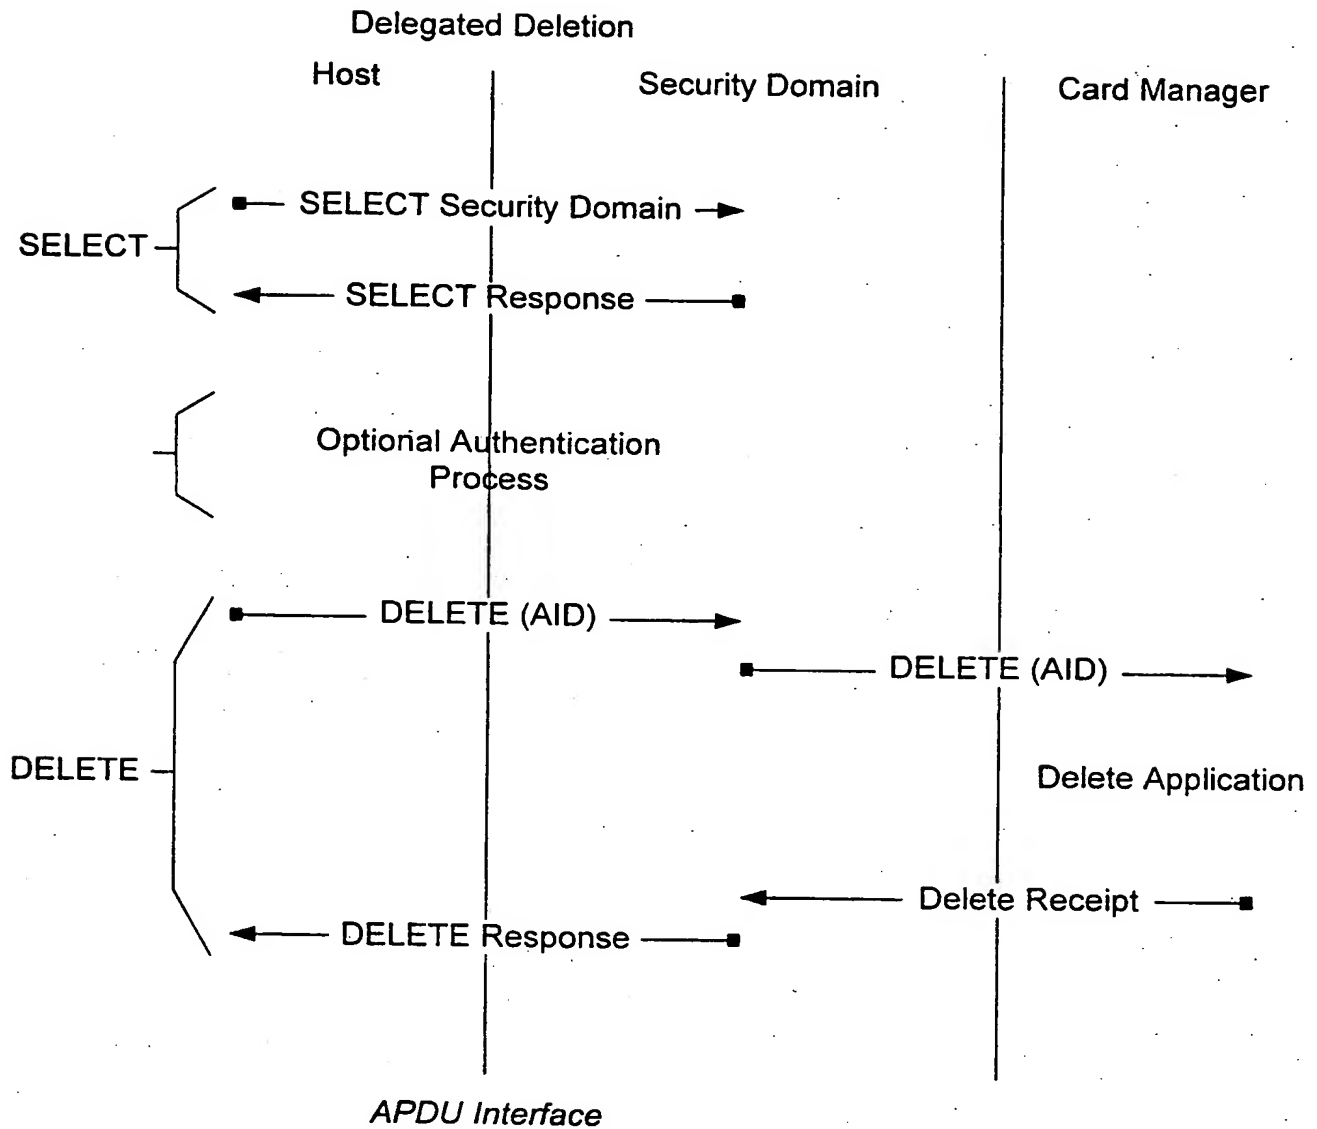 Delegated Deletion
Host
Security Domain
Card Manager
SELECT Security Domain
SELECT
SELECT Response
Optional Authentication
Process
DELETE (AID)
DELETE (AID)
DELETE
Delete Application
Delete Receipt
DELETE Response
APDU Interface